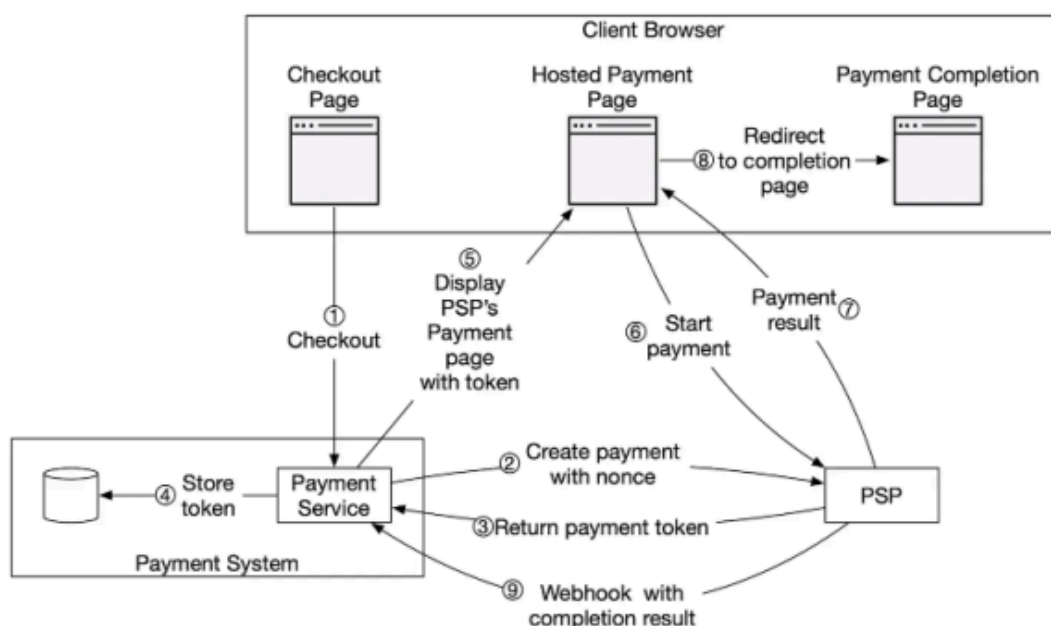 Client Browser
Checkout
Page
Hosted Payment
Page
Payment Completion
Page
Redirect
⑧ to completion
page
⑤
Display
PSP's
Payment
page
with token
①
Checkout
⑥ Start
payment
Payment ⑦
result
② Create payment
with nonce
④ Store
token
Payment
Service
PSP
③ Return payment token
Payment System
⑨ Webhook with
completion result